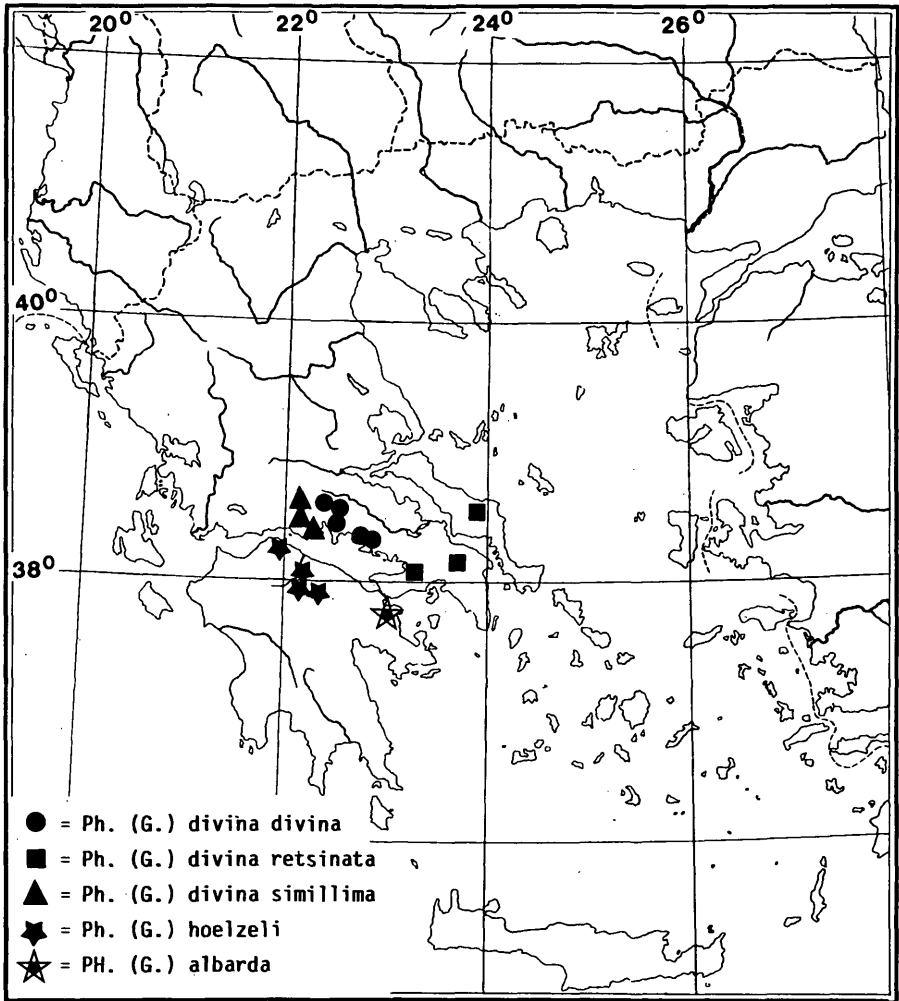 20° 22° 24° 26°
40°
38°
= Ph. (G.) divina divina
= Ph. (G.) divina retsinata
= Ph. (G.) divina simillima
= Ph. (G.) hoelzeli
= PH. (G.) albarda